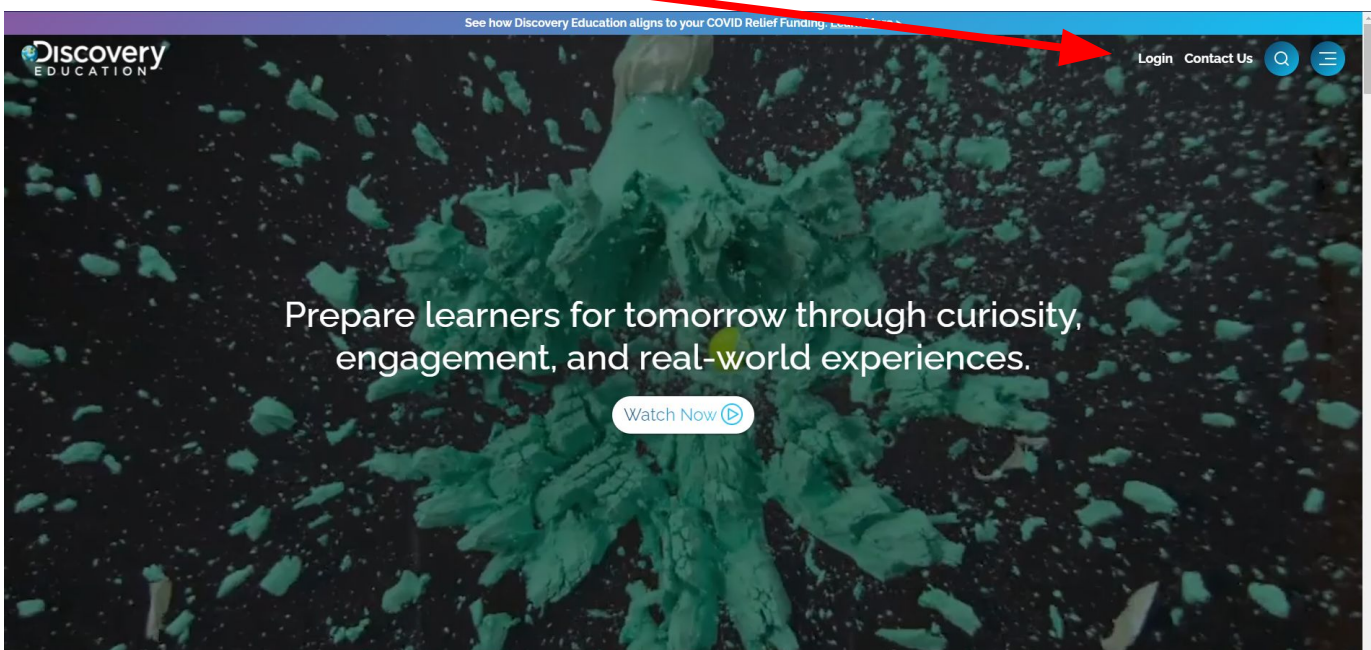 See how Discovery Education aligns to your COVID Relief Funding.
Discovery
EDUCATION
Login Contact Us
Prepare learners for tomorrow through curiosity,
engagement, and real-world experiences.
Watch Now